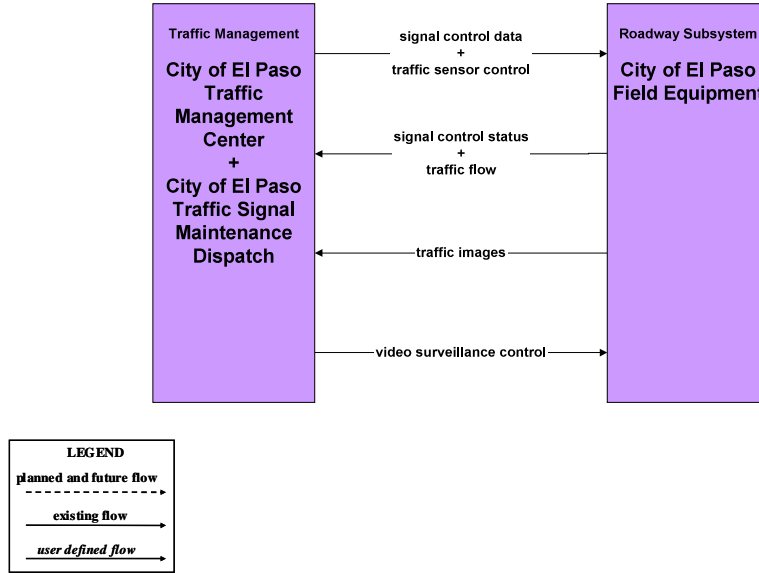 Traffic Management
City of El Paso
Traffic
Management
Center
+
City of El Paso
Traffic Signal
Maintenance
Dispatch
signal control data
+
traffic sensor control
signal control status
+
traffic flow
traffic images
video surveillance control
Roadway Subsystem
City of El Paso
Field Equipment
LEGEND
planned and future flow
existing flow
user defined flow